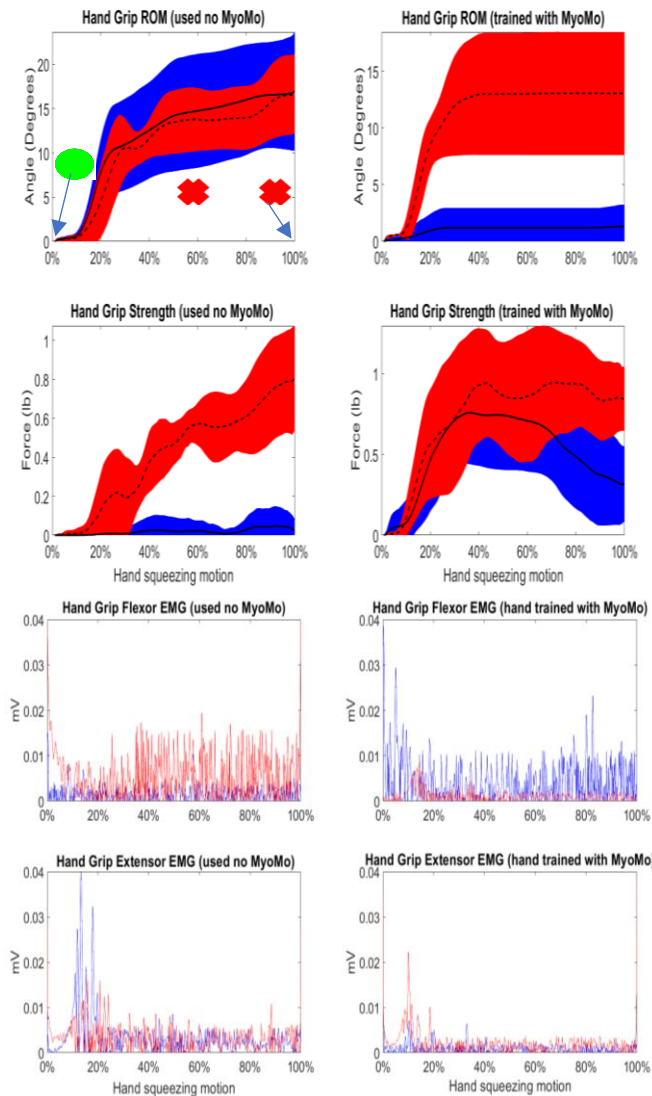 Hand Grip ROM (used no MyoMo)
Angle (Degrees)
20
15
10
5
0
0% 20% 40% 60% 80% 100%
Hand Grip ROM (trained with MyoMo)
Angle (Degrees)
15
10
5
0
0% 20% 40% 60% 80% 100%
Hand Grip Strength (used no MyoMo)
Force (lb)
1
0.8
0.6
0.4
0.2
0
0% 20% 40% 60% 80% 100%
Hand squeezing motion
Hand Grip Strength (trained with MyoMo)
Force (lb)
1
0.5
0
0% 20% 40% 60% 80% 100%
Hand squeezing motion
Hand Grip Flexor EMG (used no MyoMo)
mV
0.04
0.03
0.02
0.01
0
0% 20% 40% 60% 80% 100%
Hand Grip Flexor EMG (hand trained with MyoMo)
mV
0.04
0.03
0.02
0.01
0
0% 20% 40% 60% 80% 100%
Hand Grip Extensor EMG (used no MyoMo)
mV
0.04
0.03
0.02
0.01
0
0% 20% 40% 60% 80% 100%
Hand squeezing motion
Hand Grip Extensor EMG (hand trained with MyoMo)
mV
0.04
0.03
0.02
0.01
0
0% 20% 40% 60% 80% 100%
Hand squeezing motion